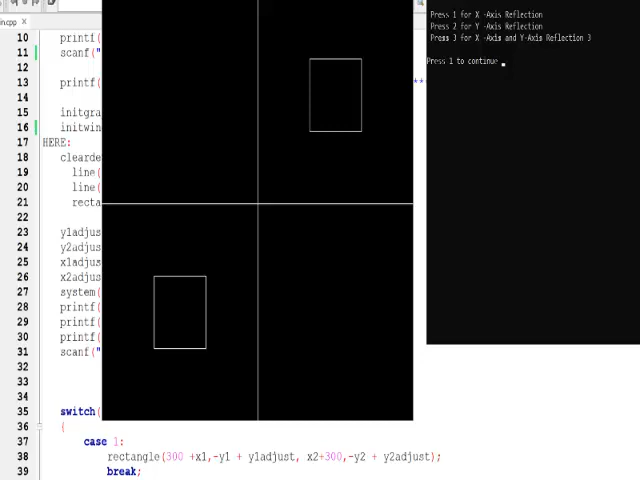 in.cpp
10 printf(
11 scanf("
12
13 printf(
14
15 initgra
16 initwin
17 HERE:
18 clearde
19 line(
20 line(
21 recta
22
23 y1adjus
24 y2adjus
25 x1adjus
26 x2adjus
27 system(
28 printf(
29 printf(
30 printf(
31 scanf("
32
33
34
35 switch(
36 {
37 case 1:
38 rectangle(300 +x1,-y1 + y1adjust, x2+300,-y2 + y2adjust);
39 break;
Press 1 for X -Axis Reflection
Press 2 for Y -Axis Reflection
Press 3 for X -Axis and Y-Axis Reflection 3
Press 1 to continue